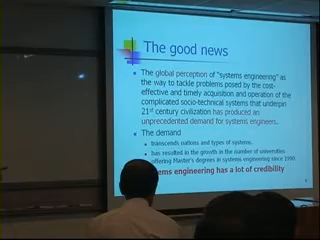 The good news
The global perception of "systems engineering" as
the way to tackle problems posed by the cost-
effective and timely acquisition and operation of the
complicated socio-technical systems that underpin
21st century civilization has produced an
unprecedented demand for systems engineers.
The demand
transcends nations and types of systems.
has resulted in the growth in the number of universities
offering Master's degrees in systems engineering since 1990.
ems engineering has a lot of credibility